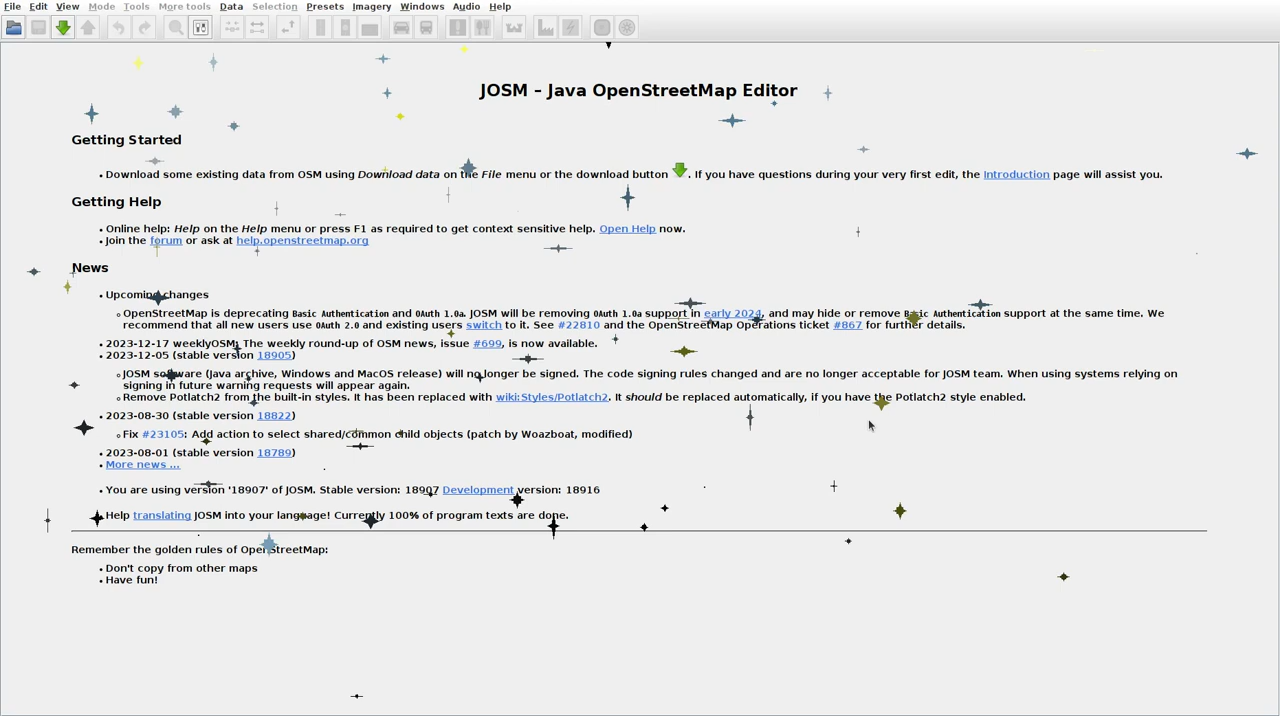 File Edit View Mode Tools More tools Data Selection Presets Imagery Windows Audio Help
JOSM – Java OpenStreetMap Editor
Getting Started
• Download some existing data from OSM using Download data on the File menu or the download button . If you have questions during your very first edit, the Introduction page will assist you.
Getting Help
• Online help: Help on the Help menu or press F1 as required to get context sensitive help. Open Help now.
• Join the forum or ask at help.openstreetmap.org
News
• Upcoming changes
○ OpenStreetMap is deprecating Basic Authentication and OAuth 1.0a. JOSM will be removing OAuth 1.0a support in early 2024, and may hide or remove Basic Authentication support at the same time. We
recommend that all new users use OAuth 2.0 and existing users switch to it. See #22810 and the OpenStreetMap Operations ticket #867 for further details.
• 2023-12-17 weeklyOSM: The weekly round-up of OSM news, issue #699, is now available.
• 2023-12-05 (stable version 18905)
○ JOSM software (Java archive, Windows and MacOS release) will no longer be signed. The code signing rules changed and are no longer acceptable for JOSM team. When using systems relying on
signing in future warning requests will appear again.
○ Remove Potlatch2 from the built-in styles. It has been replaced with wiki:Styles/Potlatch2. It should be replaced automatically, if you have the Potlatch2 style enabled.
• 2023-08-30 (stable version 18822)
○ Fix #23105: Add action to select shared/common child objects (patch by Woazboat, modified)
• 2023-08-01 (stable version 18789)
• More news ...
• You are using version '18907' of JOSM. Stable version: 18907 Development version: 18916
• Help translating JOSM into your language! Currently 100% of program texts are done.
Remember the golden rules of OpenStreetMap:
• Don't copy from other maps
• Have fun!